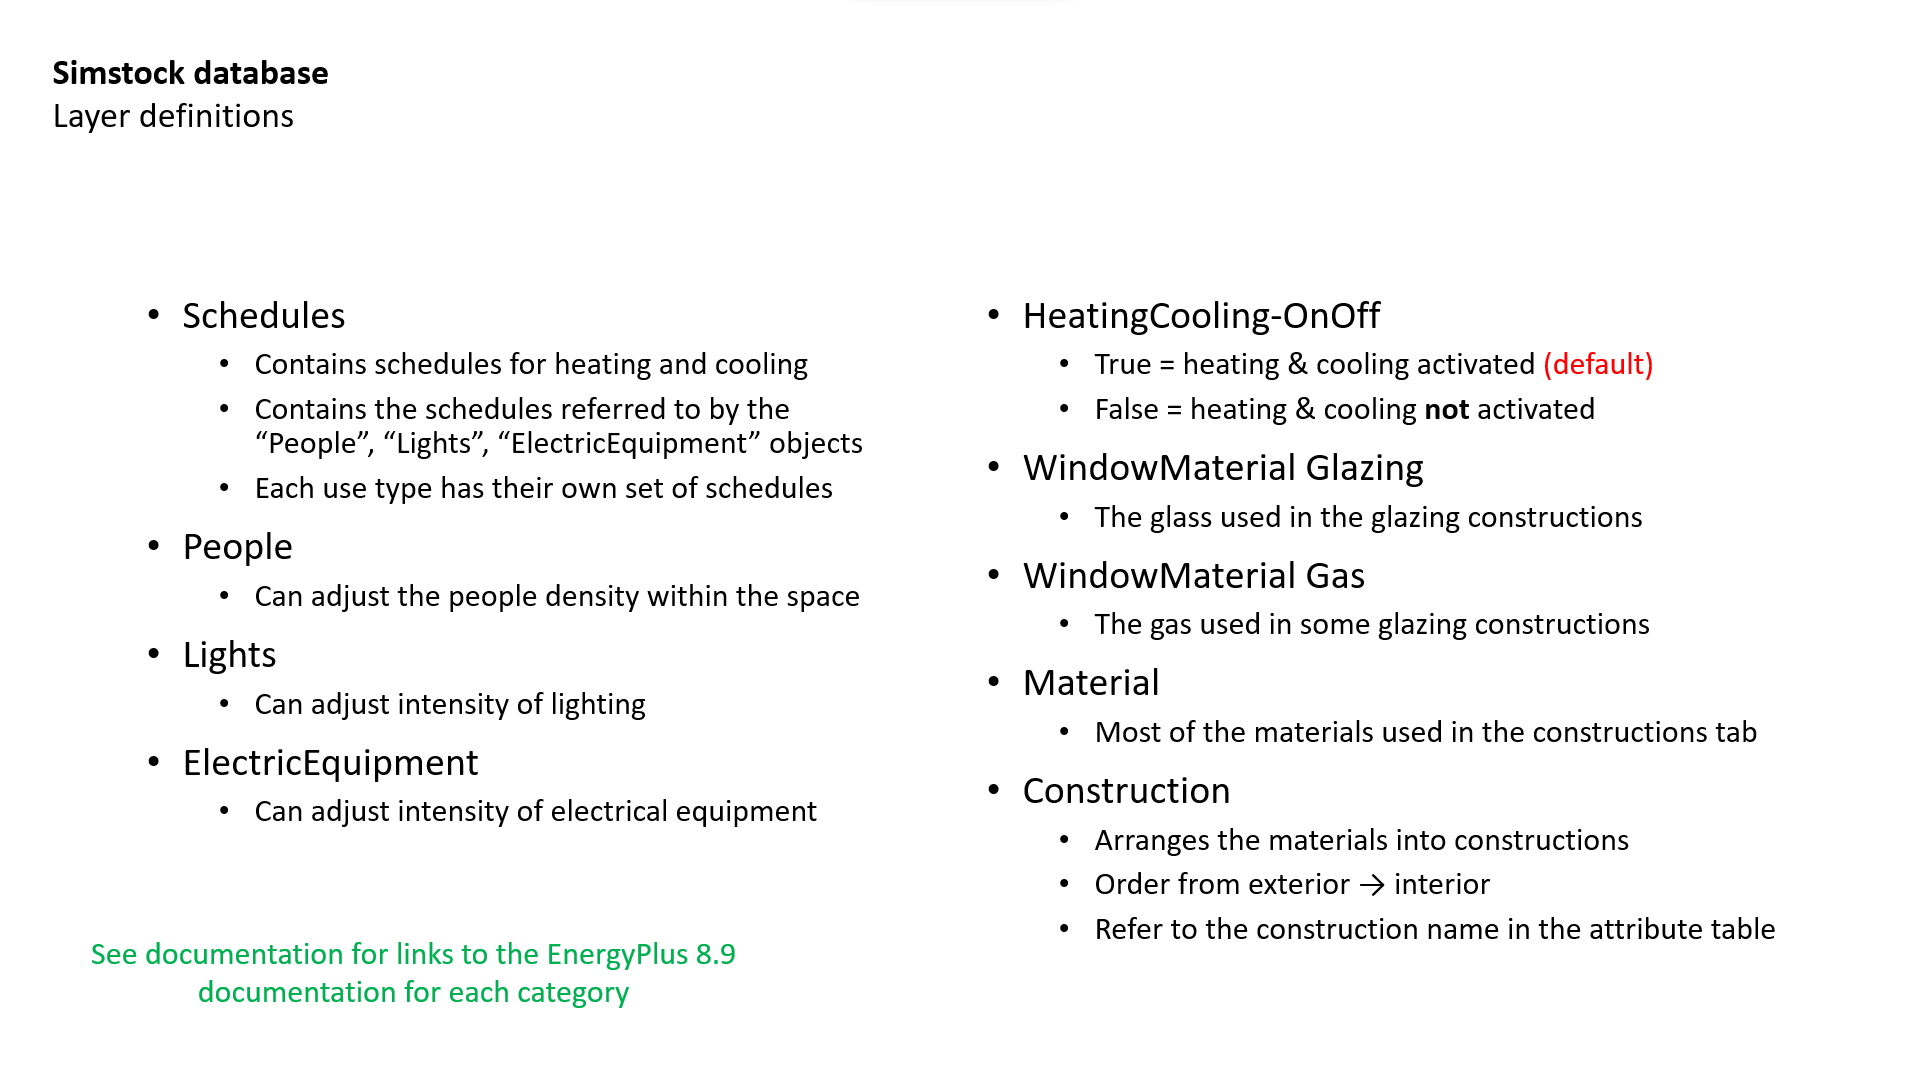 Simstock database
Layer definitions
• Schedules
• Contains schedules for heating and cooling
• Contains the schedules referred to by the
“People”, “Lights”, “ElectricEquipment” objects
• Each use type has their own set of schedules
• People
• Can adjust the people density within the space
• Lights
• Can adjust intensity of lighting
• ElectricEquipment
• Can adjust intensity of electrical equipment
See documentation for links to the EnergyPlus 8.9
documentation for each category
• HeatingCooling-OnOff
• True = heating & cooling activated (default)
• False = heating & cooling not activated
• WindowMaterial Glazing
• The glass used in the glazing constructions
• WindowMaterial Gas
• The gas used in some glazing constructions
• Material
• Most of the materials used in the constructions tab
• Construction
• Arranges the materials into constructions
• Order from exterior → interior
• Refer to the construction name in the attribute table